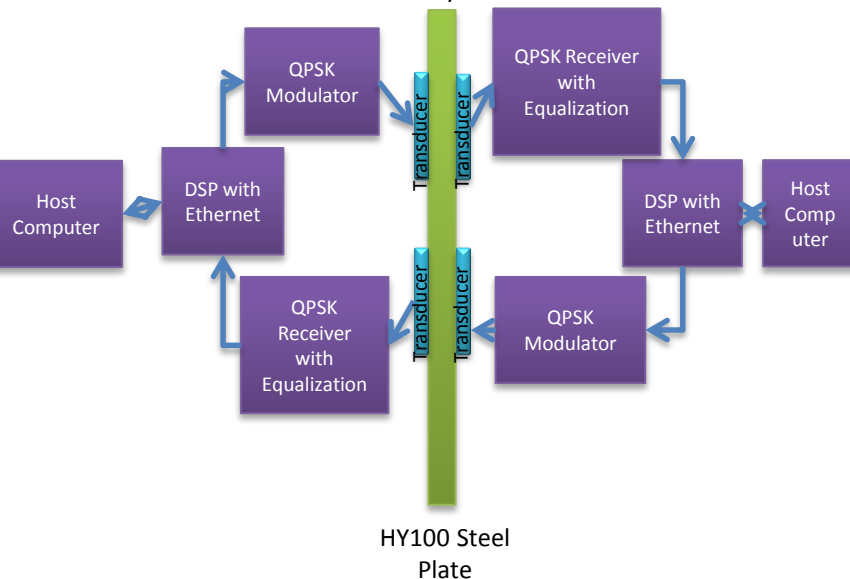 QPSK
Modulator
QPSK Receiver
with
Equalization
Transducer
Transducer
Host
Computer
DSP with
Ethernet
DSP with
Ethernet
Host
Comp
uter
Transducer
Transducer
QPSK
Receiver
with
Equalization
QPSK
Modulator
HY100 Steel
Plate